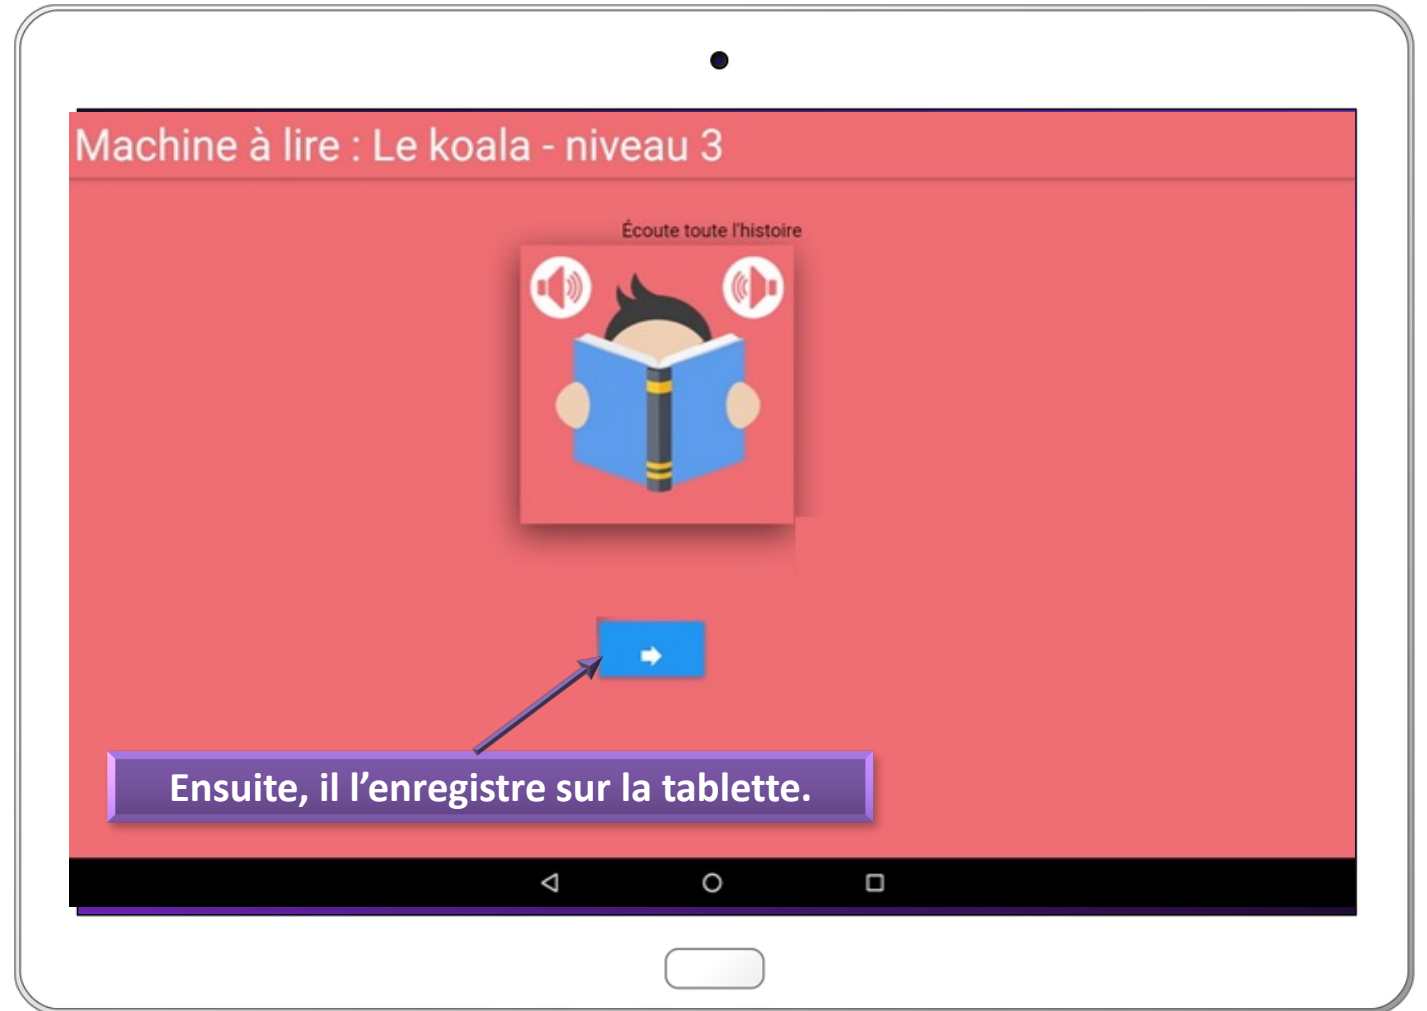 Machine à lire : Le koala - niveau 3
Écoute toute l'histoire
Ensuite, il l’enregistre sur la tablette.